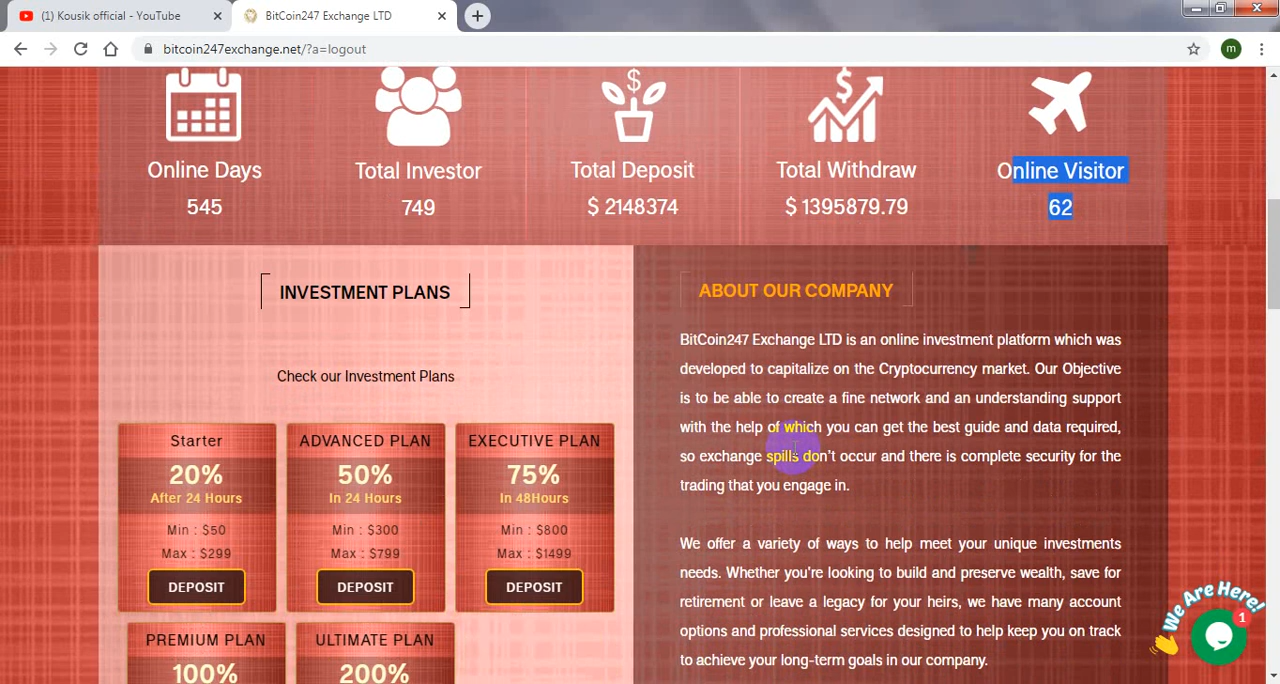 (1) Kousik official - YouTube
BitCoin247 Exchange LTD
bitcoin247exchange.net/?a=logout
m
Online Days
545
Total Investor
749
Total Deposit
$ 2148374
Total Withdraw
$ 1395879.79
Online Visitor
62
INVESTMENT PLANS
Check our Investment Plans
Starter
20%
After 24 Hours
Min : $50
Max : $299
DEPOSIT
ADVANCED PLAN
50%
In 24 Hours
Min : $300
Max : $799
DEPOSIT
EXECUTIVE PLAN
75%
In 48Hours
Min : $800
Max : $1499
DEPOSIT
PREMIUM PLAN
100%
ULTIMATE PLAN
200%
ABOUT OUR COMPANY
BitCoin247 Exchange LTD is an online investment platform which was
developed to capitalize on the Cryptocurrency market. Our Objective
is to be able to create a fine network and an understanding support
with the help of which you can get the best guide and data required,
so exchange spills don't occur and there is complete security for the
trading that you engage in.
We offer a variety of ways to help meet your unique investments
needs. Whether you're looking to build and preserve wealth, save for
retirement or leave a legacy for your heirs, we have many account
options and professional services designed to help keep you on track
to achieve your long-term goals in our company.
We Are Here!
1